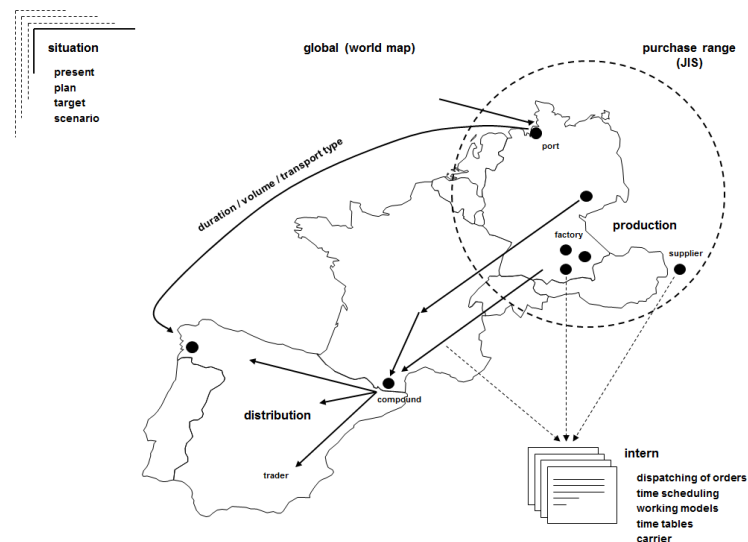 situation
present
plan
target
scenario
global (world map)
purchase range
(JIS)
duration / volume / transport type
port
production
factory
supplier
compound
distribution
trader
intern
dispatching of orders
time scheduling
working models
time tables
carrier